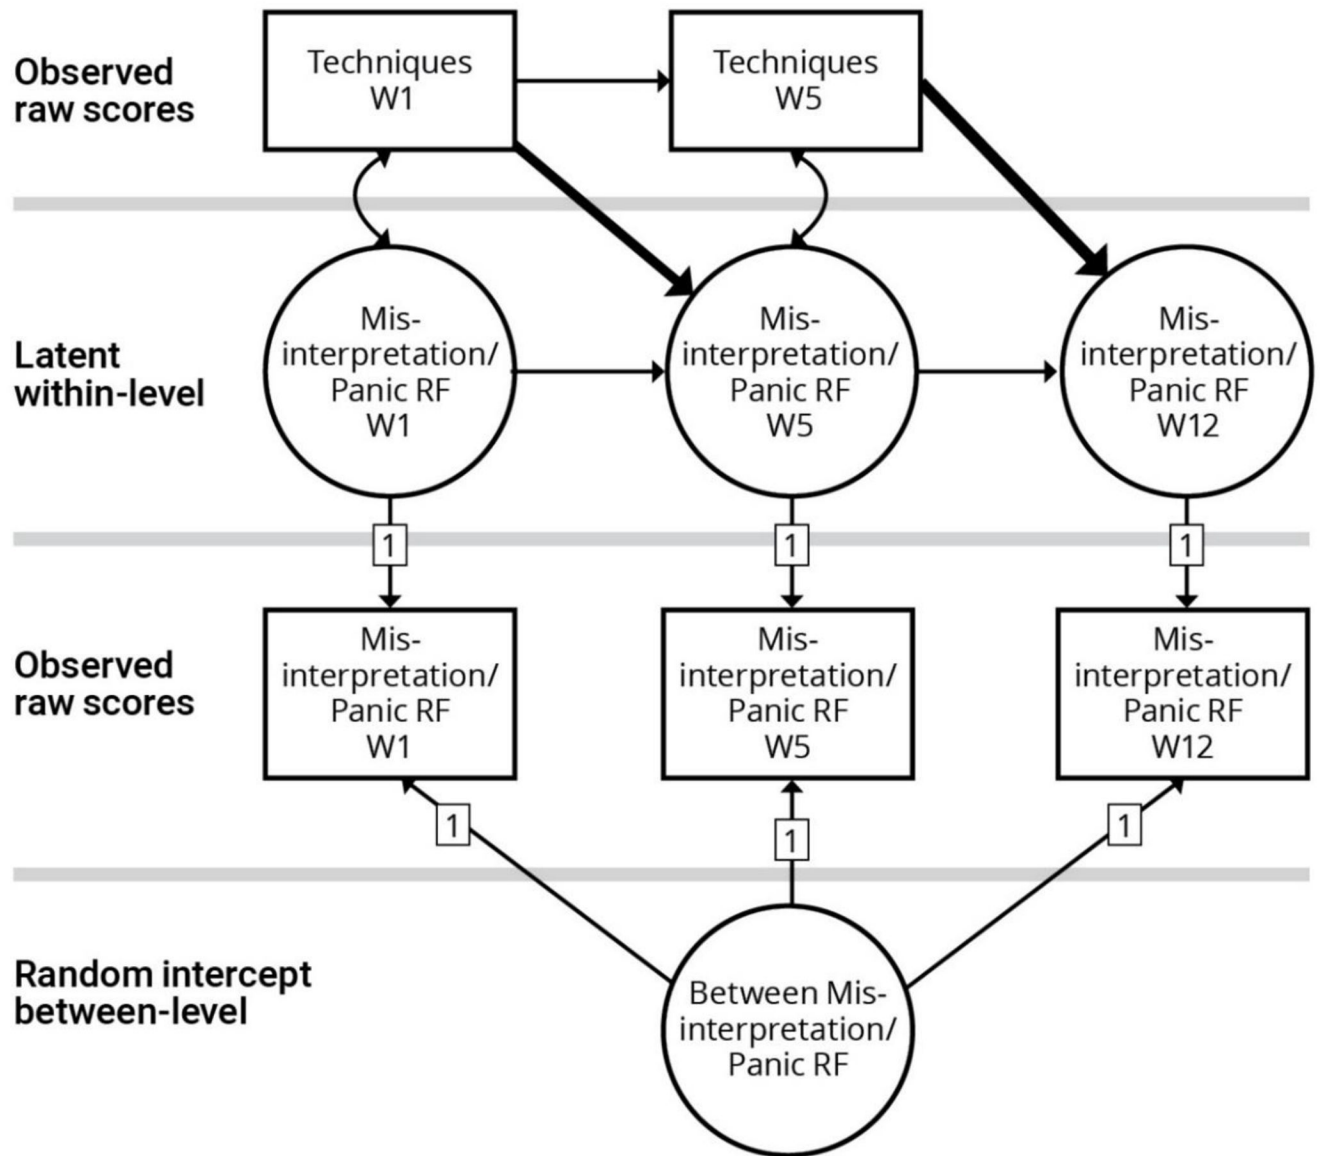 Observed
raw scores
Techniques
W1
Techniques
W5
Latent
within-level
Mis-
interpretation/
Panic RF
W1
Mis-
interpretation/
Panic RF
W5
Mis-
interpretation/
Panic RF
W12
1
1
1
Observed
raw scores
Mis-
interpretation/
Panic RF
W1
Mis-
interpretation/
Panic RF
W5
Mis-
interpretation/
Panic RF
W12
1
1
1
Random intercept
between-level
Between Mis-
interpretation/
Panic RF